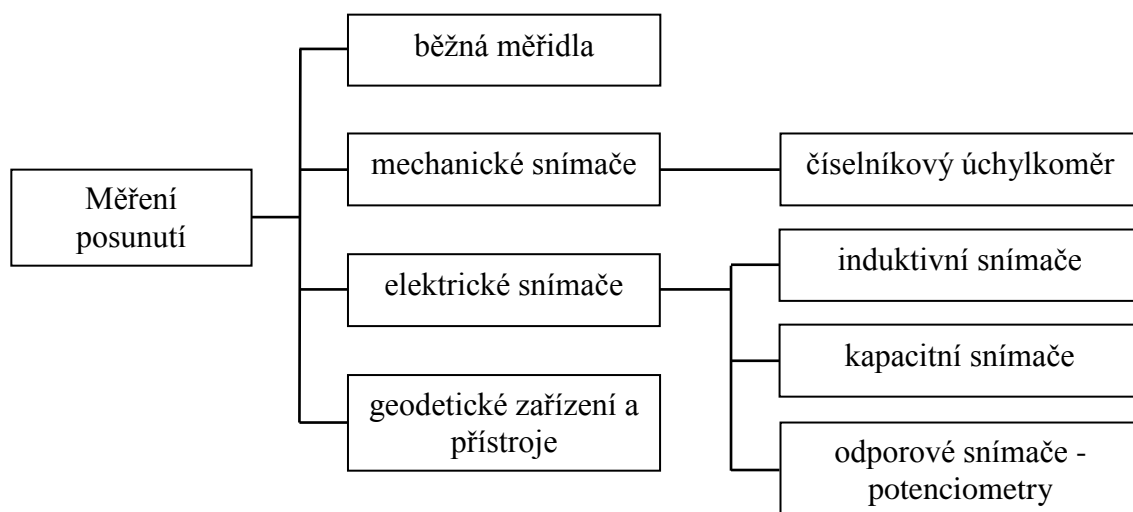 běžná měřidla
mechanické snímače
číselníkový úchylkoměr
Měření
posunutí
elektrické snímače
induktivní snímače
kapacitní snímače
geodetické zařízení a
přístroje
odporové snímače -
potenciometry